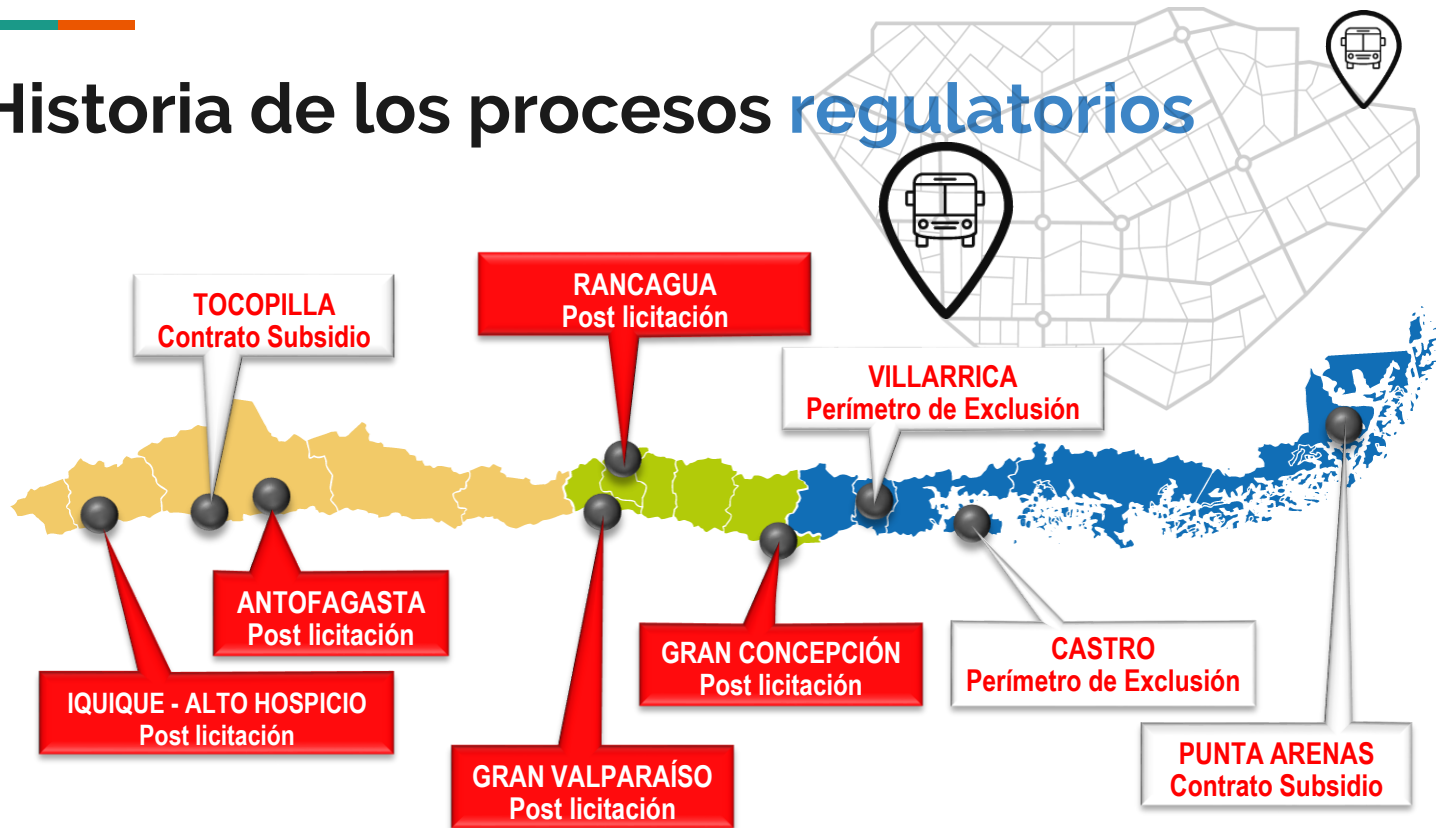 Historia de los procesos regulatorios
TOCOPILLA
Contrato Subsidio
RANCAGUA
Post licitación
VILLARRICA
Perímetro de Exclusión
ANTOFAGASTA
Post licitación
IQUIQUE - ALTO HOSPICIO
Post licitación
GRAN VALPARAÍSO
Post licitación
GRAN CONCEPCIÓN
Post licitación
CASTRO
Perímetro de Exclusión
PUNTA ARENAS
Contrato Subsidio